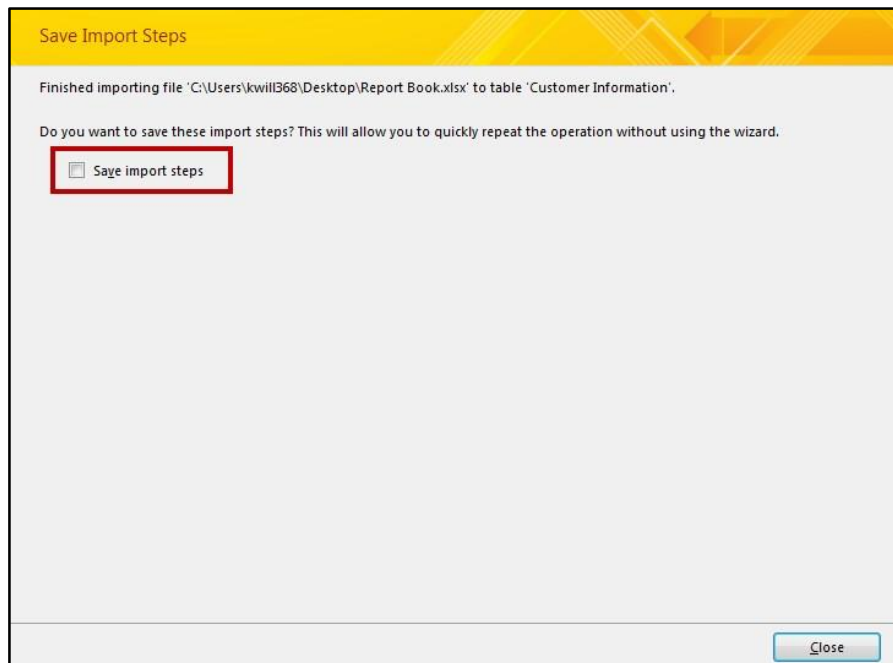 Save Import Steps
Finished importing file 'C:\Users\kwill368\Desktop\Report Book.xlsx' to table 'Customer Information'.
Do you want to save these import steps? This will allow you to quickly repeat the operation without using the wizard.
Save import steps
Close